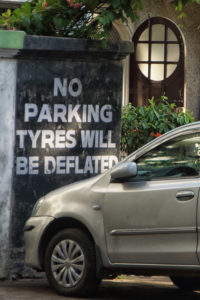 NO
PARKING
TYRES WILL
BE DEFLATED